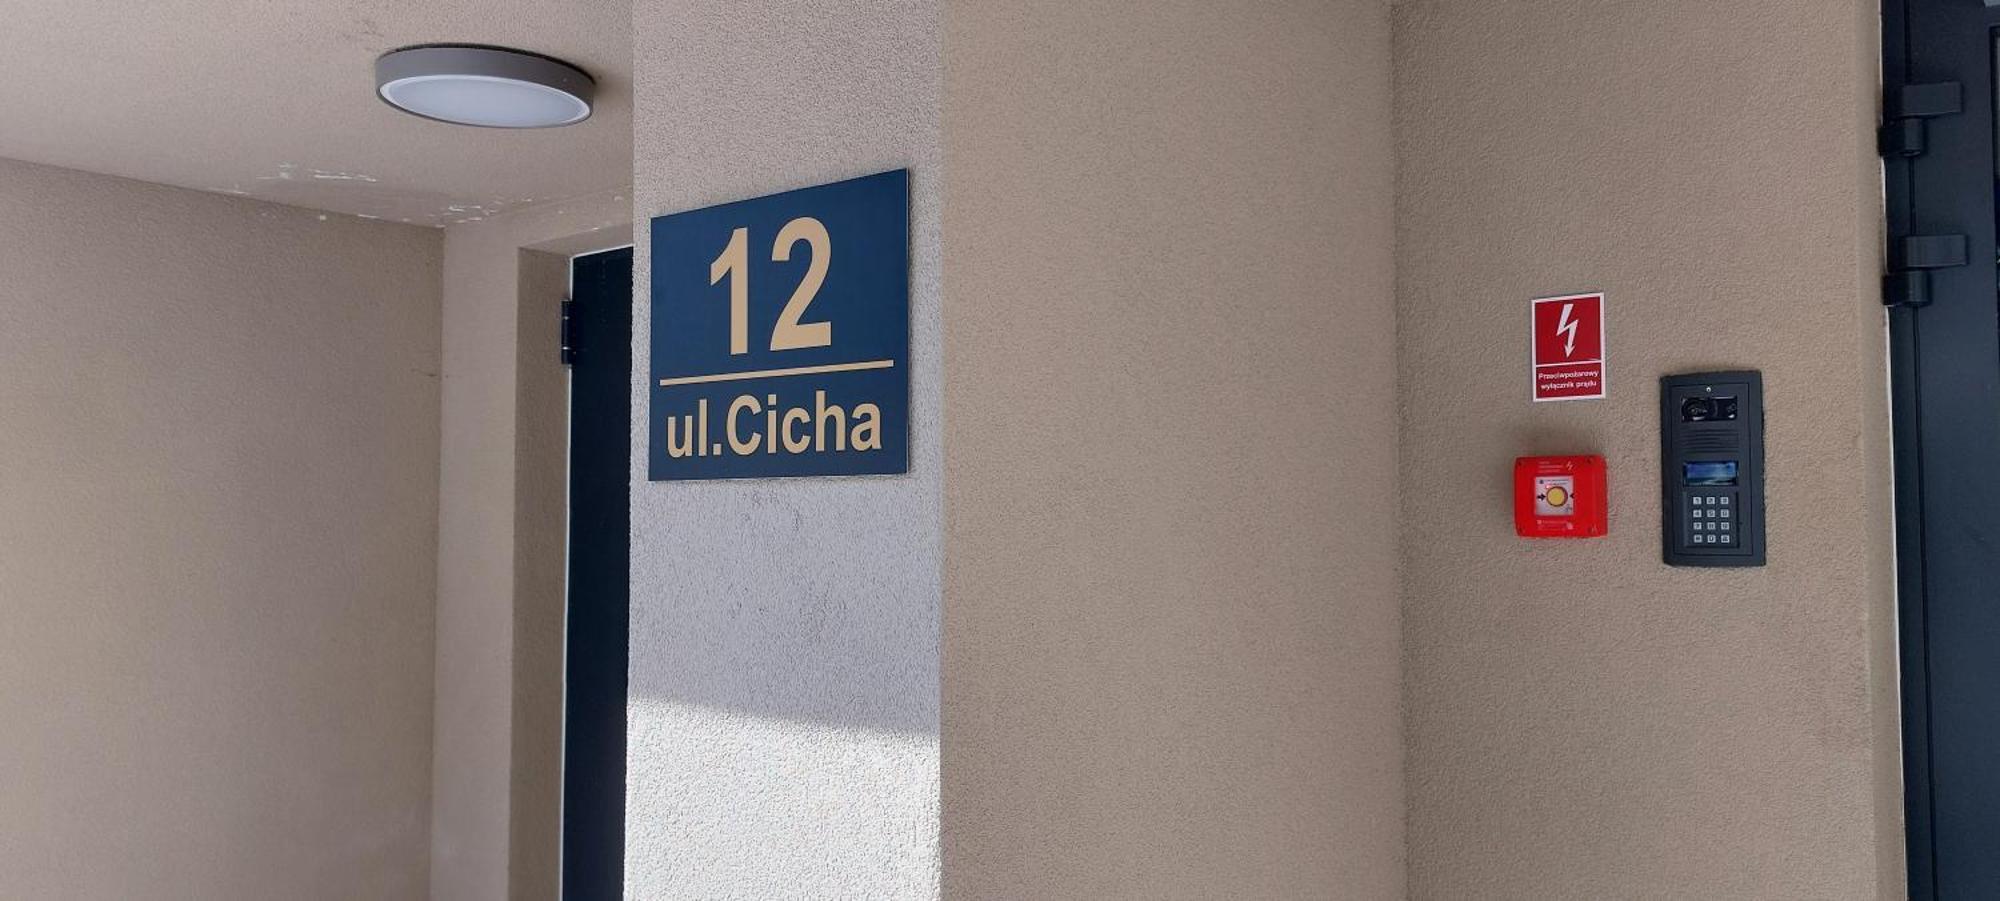 12
ul.Cicha
Przeciwpożarowy
wyłącznik prądu